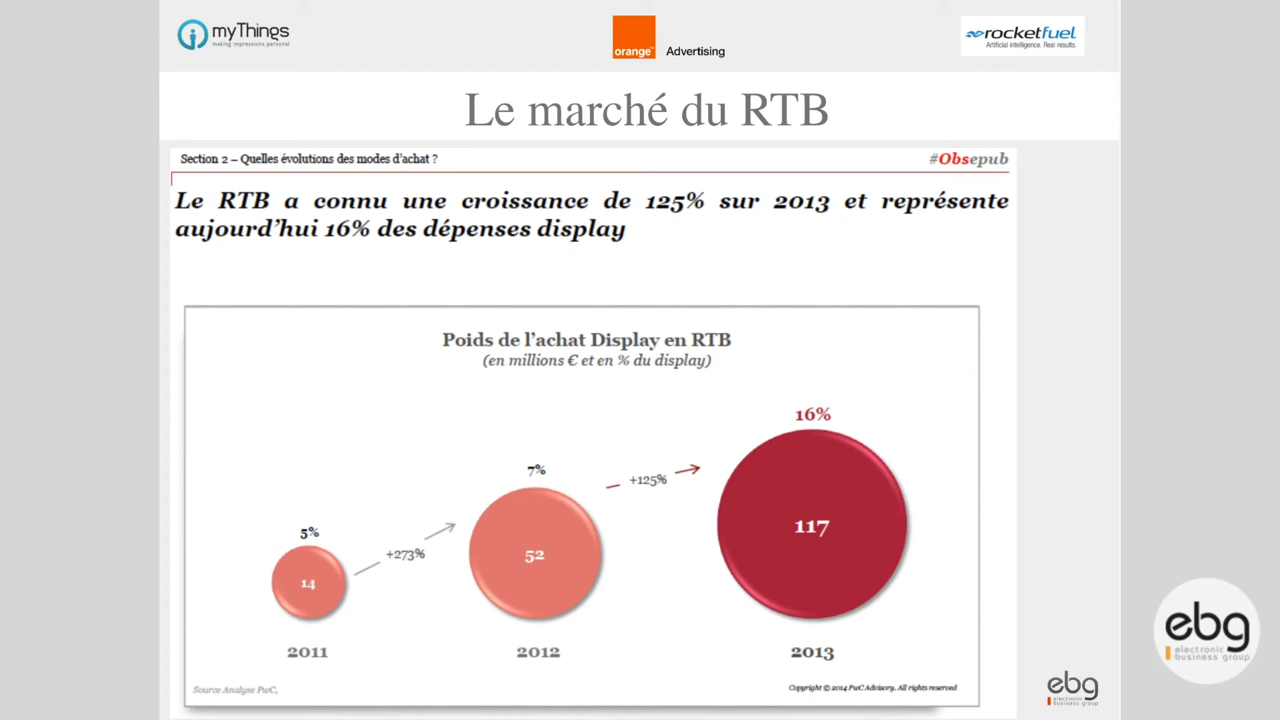 myThings
making impressions personal
orange™ Advertising
rocketfuel
Artificial intelligence. Real results.
Le marché du RTB
Section 2 – Quelles évolutions des modes d'achat ?
#Obsepub
Le RTB a connu une croissance de 125% sur 2013 et représente
aujourd'hui 16% des dépenses display
Poids de l'achat Display en RTB
(en millions € et en % du display)
16%
7%
+125%
5%
+273%
117
52
14
2011
2012
2013
Source Analyse PwC,
Copyright © 2014 PwC Advisory. All rights reserved
ebg
electronic
business group
ebg
electronic
business group